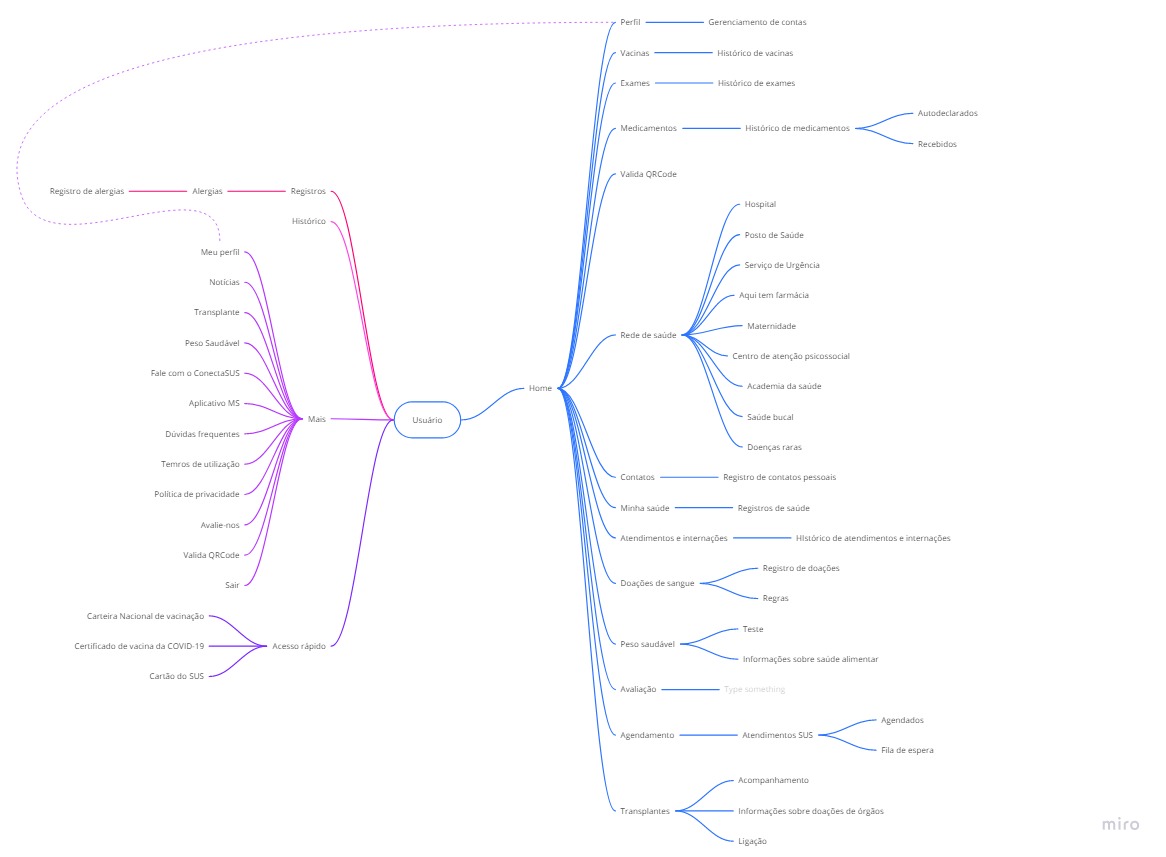 Perfil
Gerenciamento de contas
Vacinas
Histórico de vacinas
Exames
Histórico de exames
Medicamentos
Histórico de medicamentos
Autodeclarados
Recebidos
Valida QRCode
Rede de saúde
Hospital
Posto de Saúde
Serviço de Urgência
Aqui tem farmácia
Maternidade
Centro de atenção psicossocial
Academia da saúde
Saúde bucal
Doenças raras
Contatos
Registro de contatos pessoais
Minha saúde
Registros de saúde
Atendimentos e internações
HIstórico de atendimentos e internações
Doações de sangue
Registro de doações
Regras
Peso saudável
Teste
Informações sobre saúde alimentar
Avaliação
Type something
Agendamento
Atendimentos SUS
Agendados
Fila de espera
Transplantes
Acompanhamento
Informações sobre doações de órgãos
Ligação
Home
Usuário
Registros
Alergias
Registro de alergias
Histórico
Mais
Meu perfil
Notícias
Transplante
Peso Saudável
Fale com o ConectaSUS
Aplicativo MS
Dúvidas frequentes
Temros de utilização
Política de privacidade
Avalie-nos
Valida QRCode
Sair
Acesso rápido
Carteira Nacional de vacinação
Certificado de vacina da COVID-19
Cartão do SUS
miro